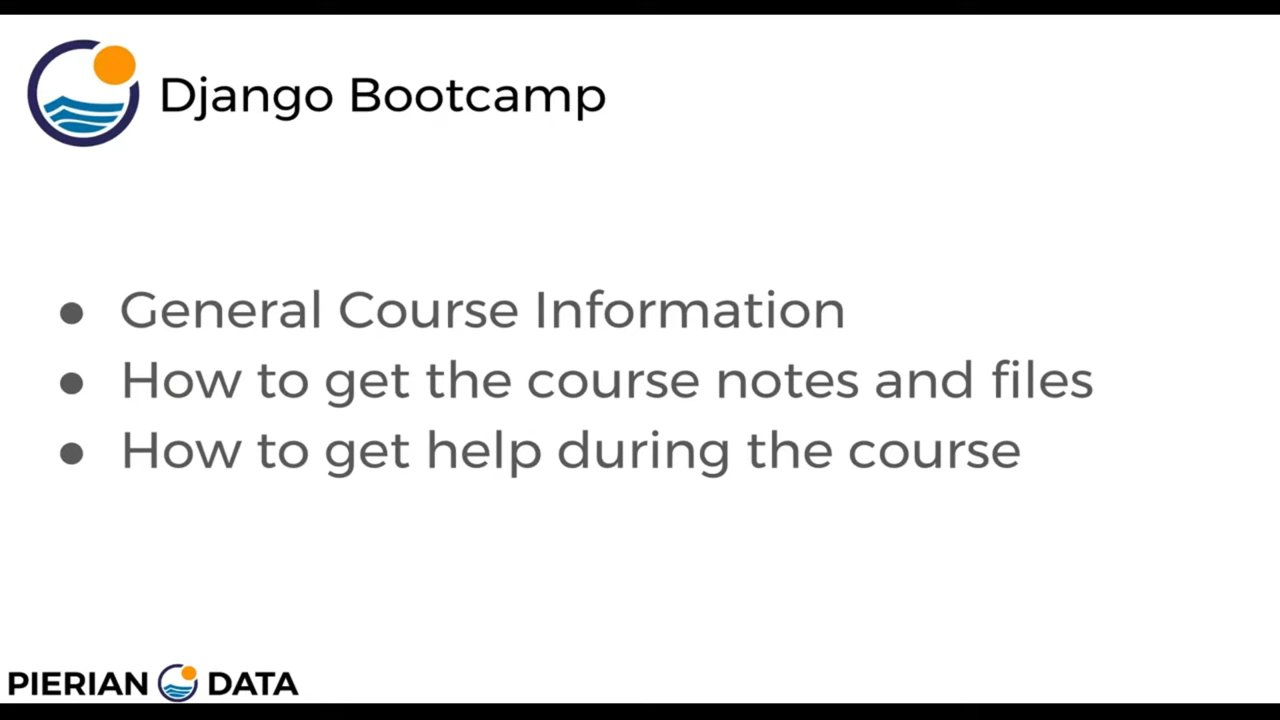 Django Bootcamp
● General Course Information
● How to get the course notes and files
● How to get help during the course
PIERIAN DATA